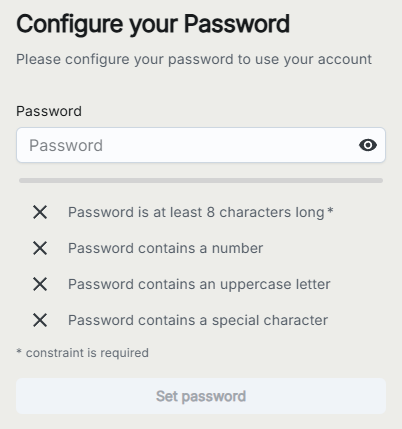 Configure your Password
Please configure your password to use your account
Password
Password
Password is at least 8 characters long *
Password contains a number
Password contains an uppercase letter
Password contains a special character
* constraint is required
Set password